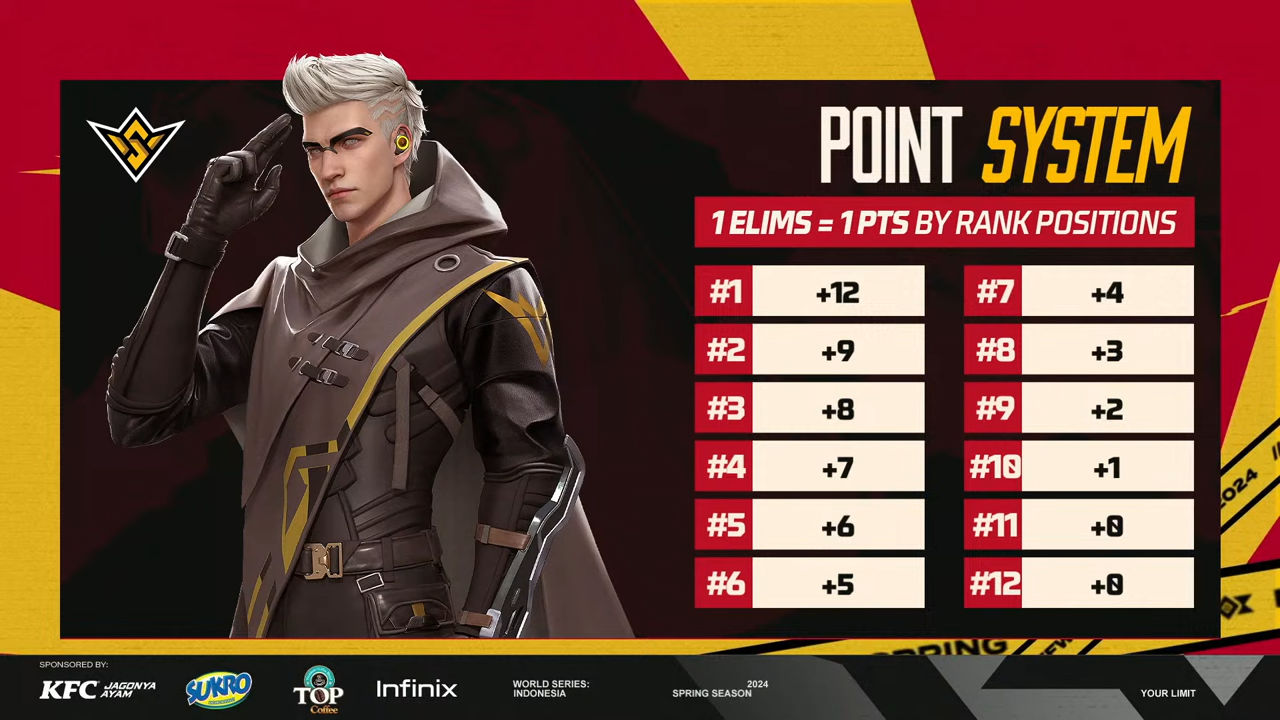 POINT SYSTEM
1 ELIMS = 1 PTS BY RANK POSITIONS
#1 +12
#2 +9
#3 +8
#4 +7
#5 +6
#6 +5
#7 +4
#8 +3
#9 +2
#10 +1
#11 +0
#12 +0
2024
SPRING
SPONSORED BY:
KFC JAGONYA AYAM
SUKRO
TOP Coffee
Infinix
WORLD SERIES:
INDONESIA
2024
SPRING SEASON
YOUR LIMIT